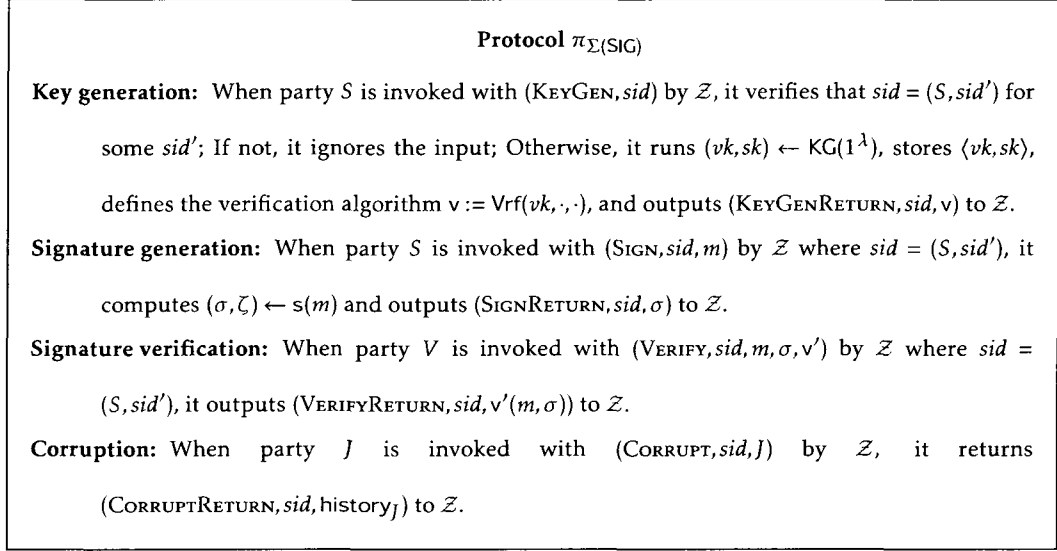 Protocol π_Σ(SIG)
Key generation: When party S is invoked with (KEYGEN, sid) by 𝒵, it verifies that sid = (S, sid′) for
some sid′; If not, it ignores the input; Otherwise, it runs (vk, sk) ← KG(1^λ), stores ⟨vk, sk⟩,
defines the verification algorithm v := Vrf(vk, ·, ·), and outputs (KEYGENRETURN, sid, v) to 𝒵.
Signature generation: When party S is invoked with (SIGN, sid, m) by 𝒵 where sid = (S, sid′), it
computes (σ, ζ) ← s(m) and outputs (SIGNRETURN, sid, σ) to 𝒵.
Signature verification: When party V is invoked with (VERIFY, sid, m, σ, v′) by 𝒵 where sid =
(S, sid′), it outputs (VERIFYRETURN, sid, v′(m, σ)) to 𝒵.
Corruption: When party J is invoked with (CORRUPT, sid, J) by 𝒵, it returns
(CORRUPTRETURN, sid, history_J) to 𝒵.